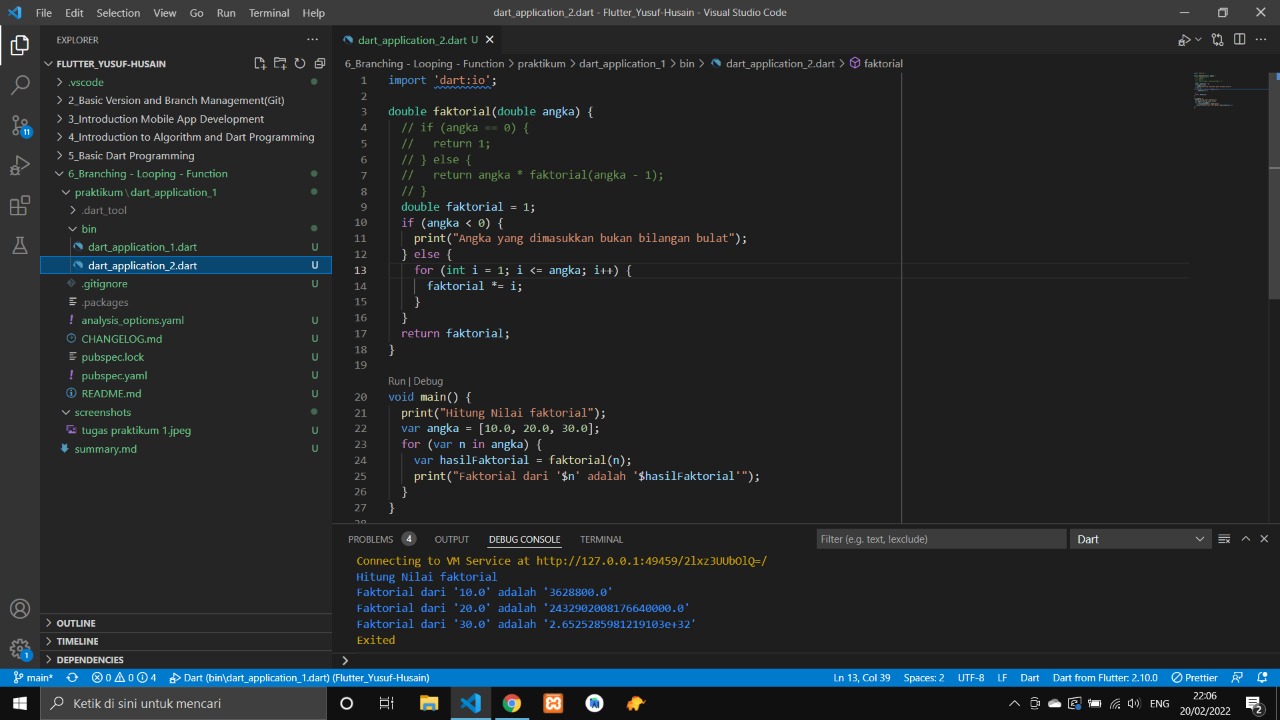 File Edit Selection View Go Run Terminal Help
dart_application_2.dart - Flutter_Yusuf-Husain - Visual Studio Code
EXPLORER
FLUTTER_YUSUF-HUSAIN
.vscode
2_Basic Version and Branch Management(Git)
3_Introduction Mobile App Development
4_Introduction to Algorithm and Dart Programming
5_Basic Dart Programming
6_Branching - Looping - Function
praktikum \ dart_application_1
.dart_tool
bin
dart_application_1.dart U
dart_application_2.dart U
.gitignore U
.packages
analysis_options.yaml U
CHANGELOG.md U
pubspec.lock U
pubspec.yaml U
README.md U
screenshots
tugas praktikum 1.jpeg U
summary.md U
OUTLINE
TIMELINE
DEPENDENCIES
11
1
dart_application_2.dart U
6_Branching - Looping - Function > praktikum > dart_application_1 > bin > dart_application_2.dart > faktorial
1 import 'dart:io';
2
3 double faktorial(double angka) {
4 // if (angka == 0) {
5 //   return 1;
6 // } else {
7 //   return angka * faktorial(angka - 1);
8 // }
9 double faktorial = 1;
10 if (angka < 0) {
11 print("Angka yang dimasukkan bukan bilangan bulat");
12 } else {
13 for (int i = 1; i <= angka; i++) {
14 faktorial *= i;
15 }
16 }
17 return faktorial;
18 }
19
Run | Debug
20 void main() {
21 print("Hitung Nilai faktorial");
22 var angka = [10.0, 20.0, 30.0];
23 for (var n in angka) {
24 var hasilFaktorial = faktorial(n);
25 print("Faktorial dari '$n' adalah '$hasilFaktorial'");
26 }
27 }
28
PROBLEMS 4 OUTPUT DEBUG CONSOLE TERMINAL
Filter (e.g. text, !exclude)
Dart
Connecting to VM Service at http://127.0.0.1:49459/2lxz3UUbOlQ=/
Hitung Nilai faktorial
Faktorial dari '10.0' adalah '3628800.0'
Faktorial dari '20.0' adalah '2432902008176640000.0'
Faktorial dari '30.0' adalah '2.6525285981219103e+32'
Exited
main* 0 0 4 Dart (bin\dart_application_1.dart) (Flutter_Yusuf-Husain)
Ln 13, Col 39 Spaces: 2 UTF-8 LF Dart Dart from Flutter: 2.10.0 Prettier
Ketik di sini untuk mencari
ENG
22:06
20/02/2022
2